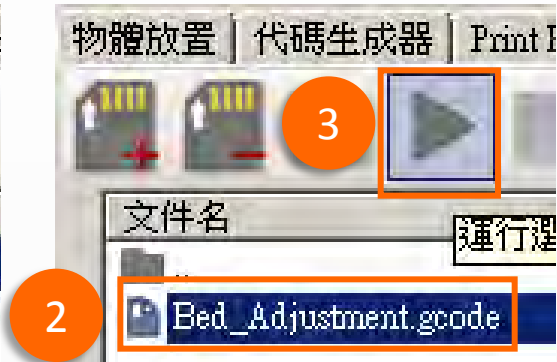 物體放置 代碼生成器 Print
3
文件名
運行選
..
2 Bed_Adjustment.gcode